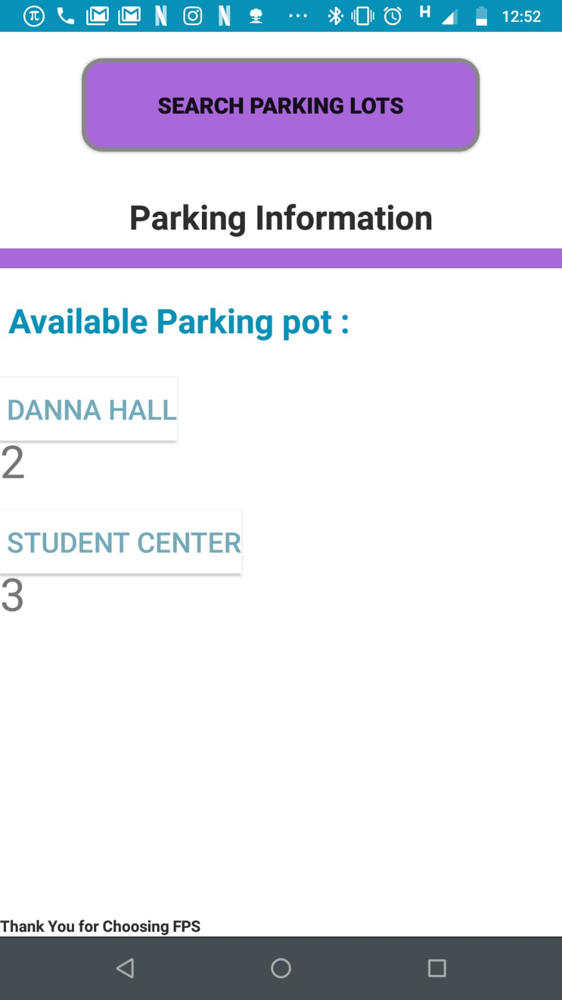 H 12:52
SEARCH PARKING LOTS
Parking Information
Available Parking pot :
DANNA HALL
2
STUDENT CENTER
3
Thank You for Choosing FPS